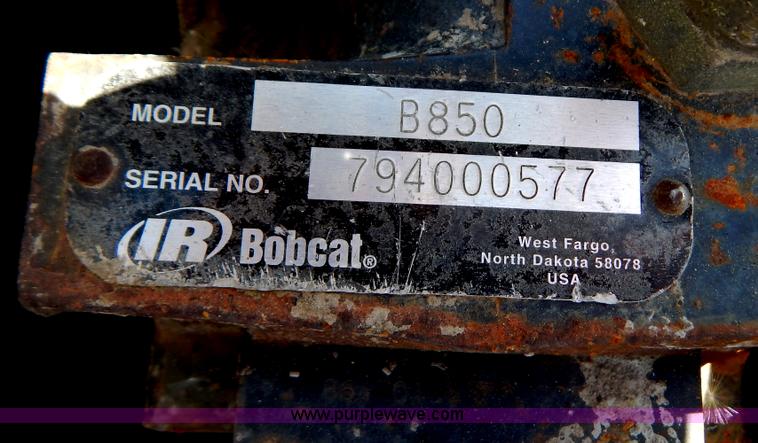 MODEL B850
SERIAL NO. 794000577
IR Bobcat®
West Fargo,
North Dakota 58078
USA
www.purplewave.com